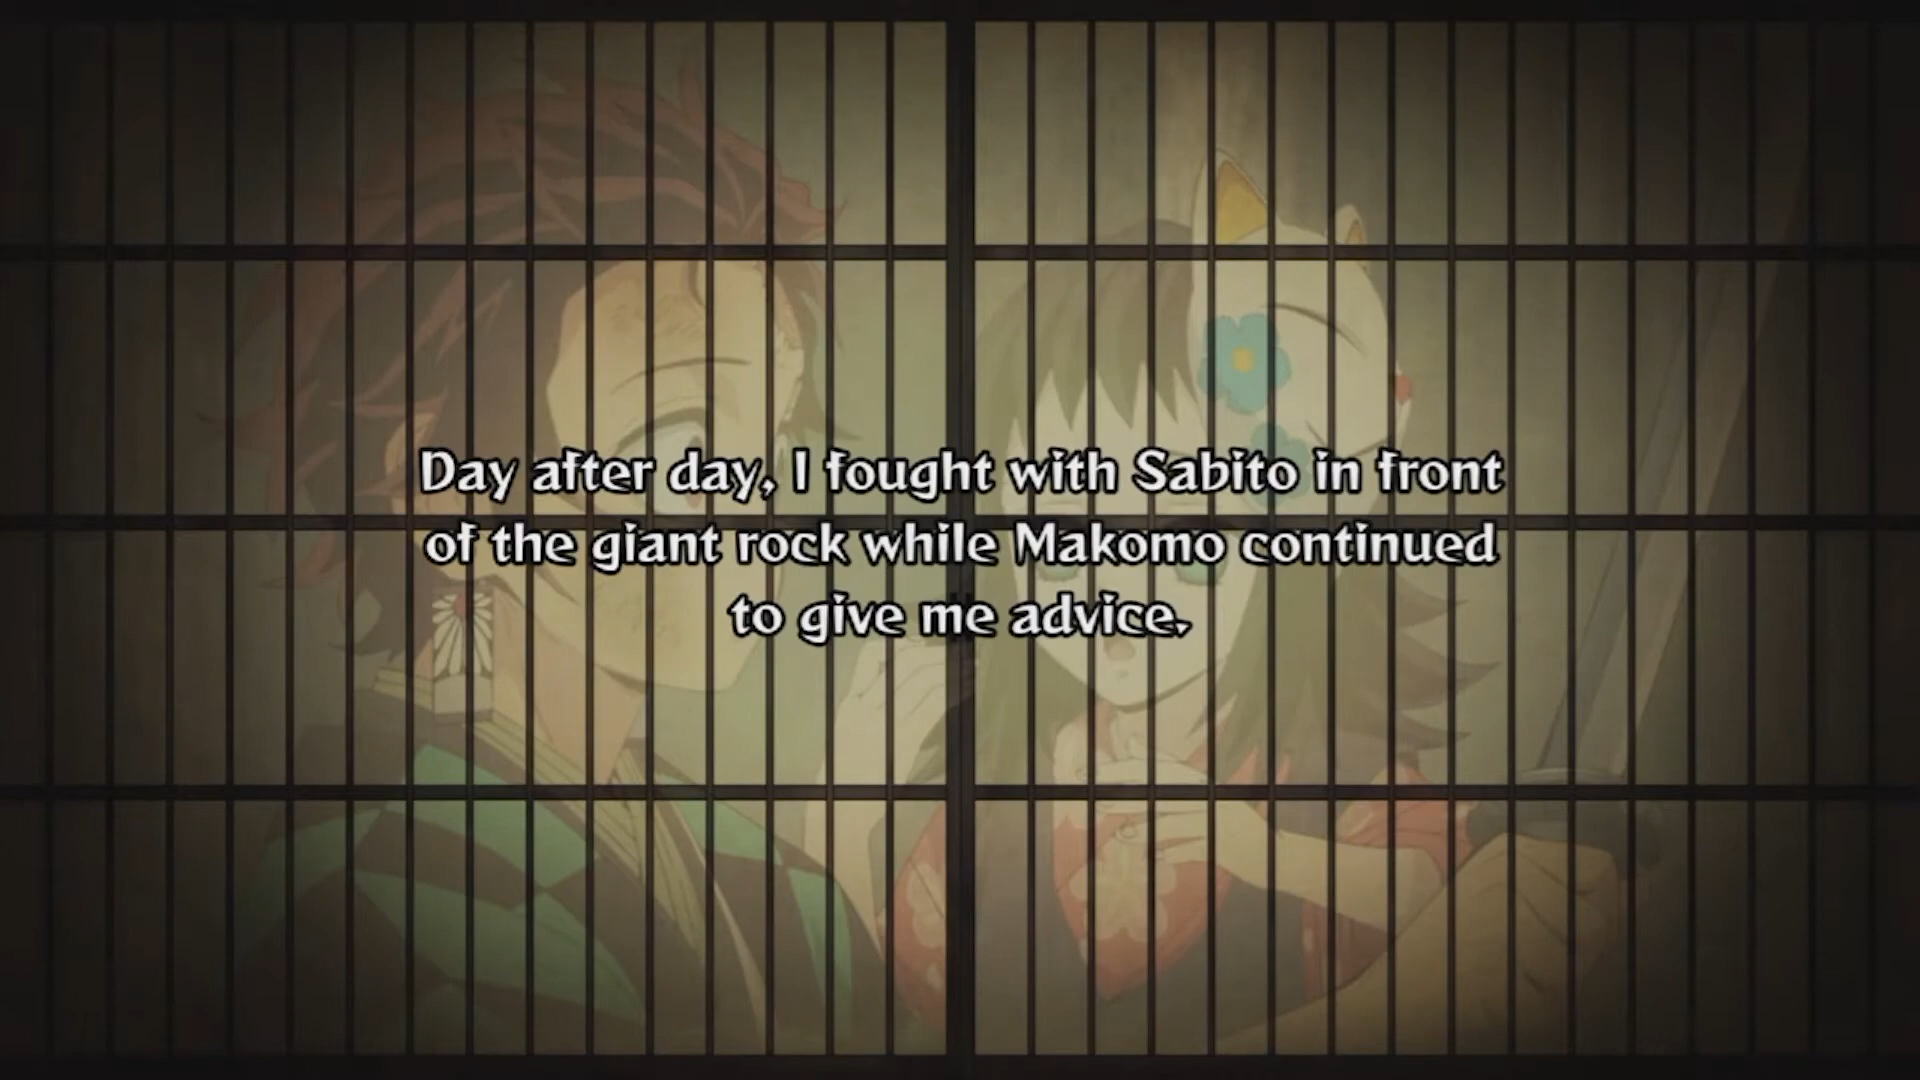 Day after day, I fought with Sabito in front
of the giant rock while Makomo continued
to give me advice.